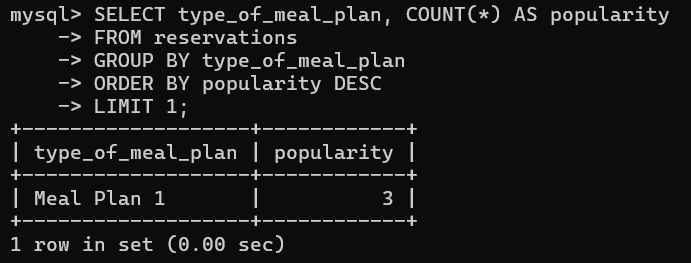 mysql> SELECT type_of_meal_plan, COUNT(*) AS popularity
    -> FROM reservations
    -> GROUP BY type_of_meal_plan
    -> ORDER BY popularity DESC
    -> LIMIT 1;
+-------------------+------------+
| type_of_meal_plan | popularity |
+-------------------+------------+
| Meal Plan 1       |          3 |
+-------------------+------------+
1 row in set (0.00 sec)